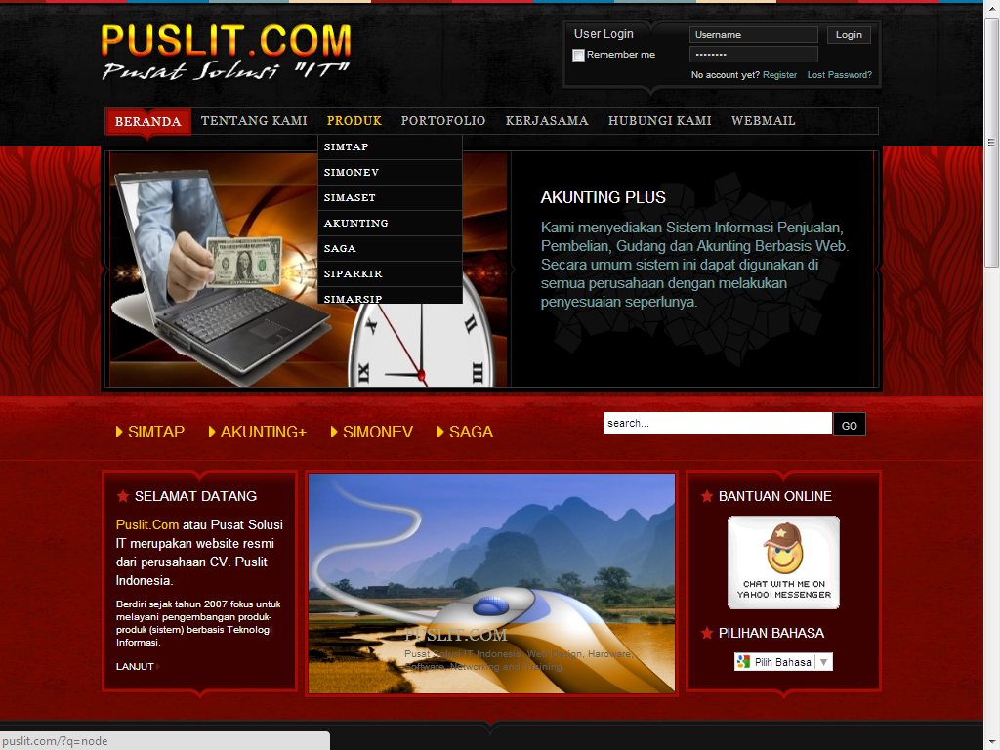 PUSLIT.COM
Pusat Solusi "IT"
User Login
Username
Login
••••••••
Remember me
No account yet? Register Lost Password?
BERANDA TENTANG KAMI PRODUK PORTOFOLIO KERJASAMA HUBUNGI KAMI WEBMAIL
SIMTAP
SIMONEV
SIMASET
AKUNTING
SAGA
SIPARKIR
SIMARSIP
AKUNTING PLUS
Kami menyediakan Sistem Informasi Penjualan,
Pembelian, Gudang dan Akunting Berbasis Web.
Secara umum sistem ini dapat digunakan di
semua perusahaan dengan melakukan
penyesuaian seperlunya.
SIMTAP AKUNTING+ SIMONEV SAGA
search...
GO
SELAMAT DATANG
Puslit.Com atau Pusat Solusi
IT merupakan website resmi
dari perusahaan CV. Puslit
Indonesia.
Berdiri sejak tahun 2007 fokus untuk
melayani pengembangan produk-
produk (sistem) berbasis Teknologi
Informasi.
LANJUT
PUSLIT.COM
Pusat Solusi IT Indonesia, Web Design, Hardware,
Software, Networking and Training
BANTUAN ONLINE
CHAT WITH ME ON
YAHOO! MESSENGER
PILIHAN BAHASA
Pilih Bahasa
puslit.com/?q=node